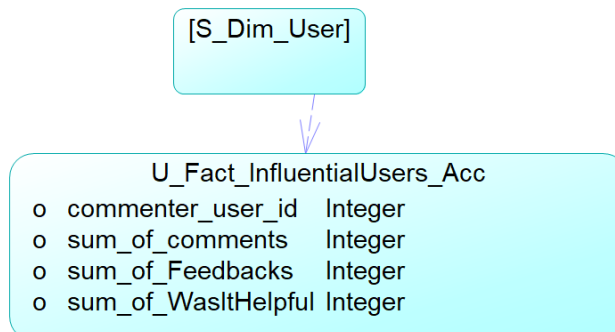 [S_Dim_User]
U_Fact_InfluentialUsers_Acc
o commenter_user_id Integer
o sum_of_comments Integer
o sum_of_Feedbacks Integer
o sum_of_WasItHelpful Integer